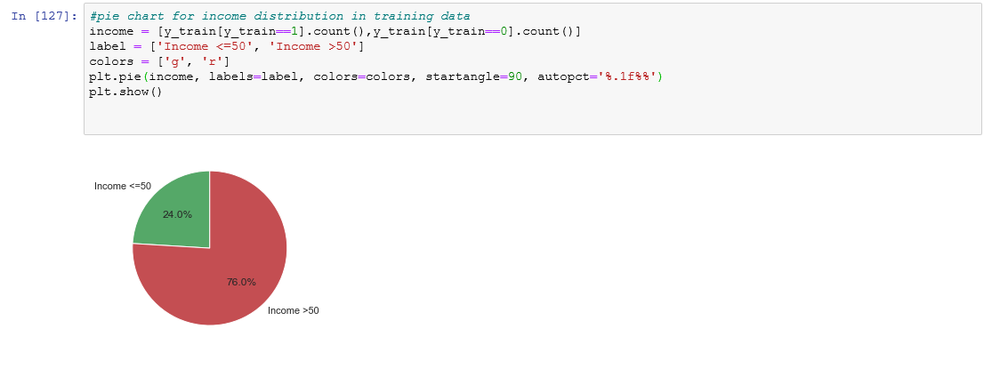 In [127]: #pie chart for income distribution in training data
income = [y_train[y_train==1].count(),y_train[y_train==0].count()]
label = ['Income <=50', 'Income >50']
colors = ['g', 'r']
plt.pie(income, labels=label, colors=colors, startangle=90, autopct='%.1f%%')
plt.show()
Income <=50
24.0%
76.0%
Income >50